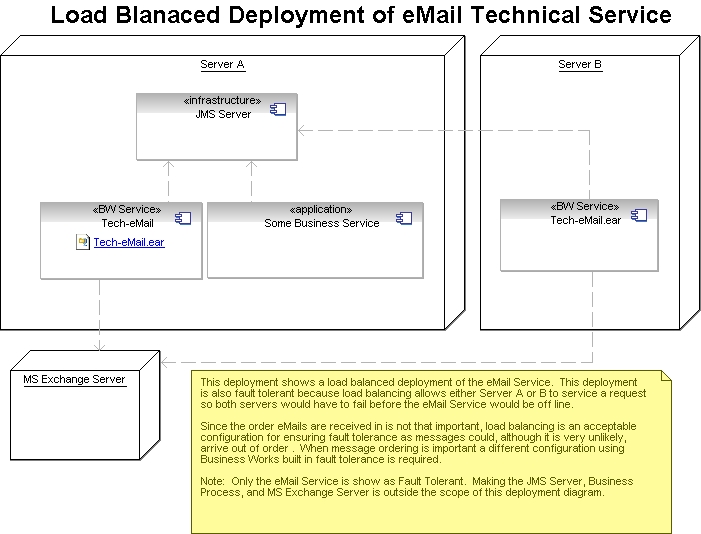 Load Blanaced Deployment of eMail Technical Service
Server A
Server B
«infrastructure»
JMS Server
«BW Service»
Tech-eMail
Tech-eMail.ear
«application»
Some Business Service
«BW Service»
Tech-eMail.ear
MS Exchange Server
This deployment shows a load balanced deployment of the eMail Service.  This deployment
is also fault tolerant because load balancing allows either Server A or B to service a request
so both servers would have to fail before the eMail Service would be off line.
Since the order eMails are received in is not that important, load balancing is an acceptable
configuration for ensuring fault tolerance as messages could, although it is very unlikely,
arrive out of order .  When message ordering is important a different configuration using
Business Works built in fault tolerance is required.
Note:  Only the eMail Service is show as Fault Tolerant.  Making the JMS Server, Business
Process, and MS Exchange Server is outside the scope of this deployment diagram.